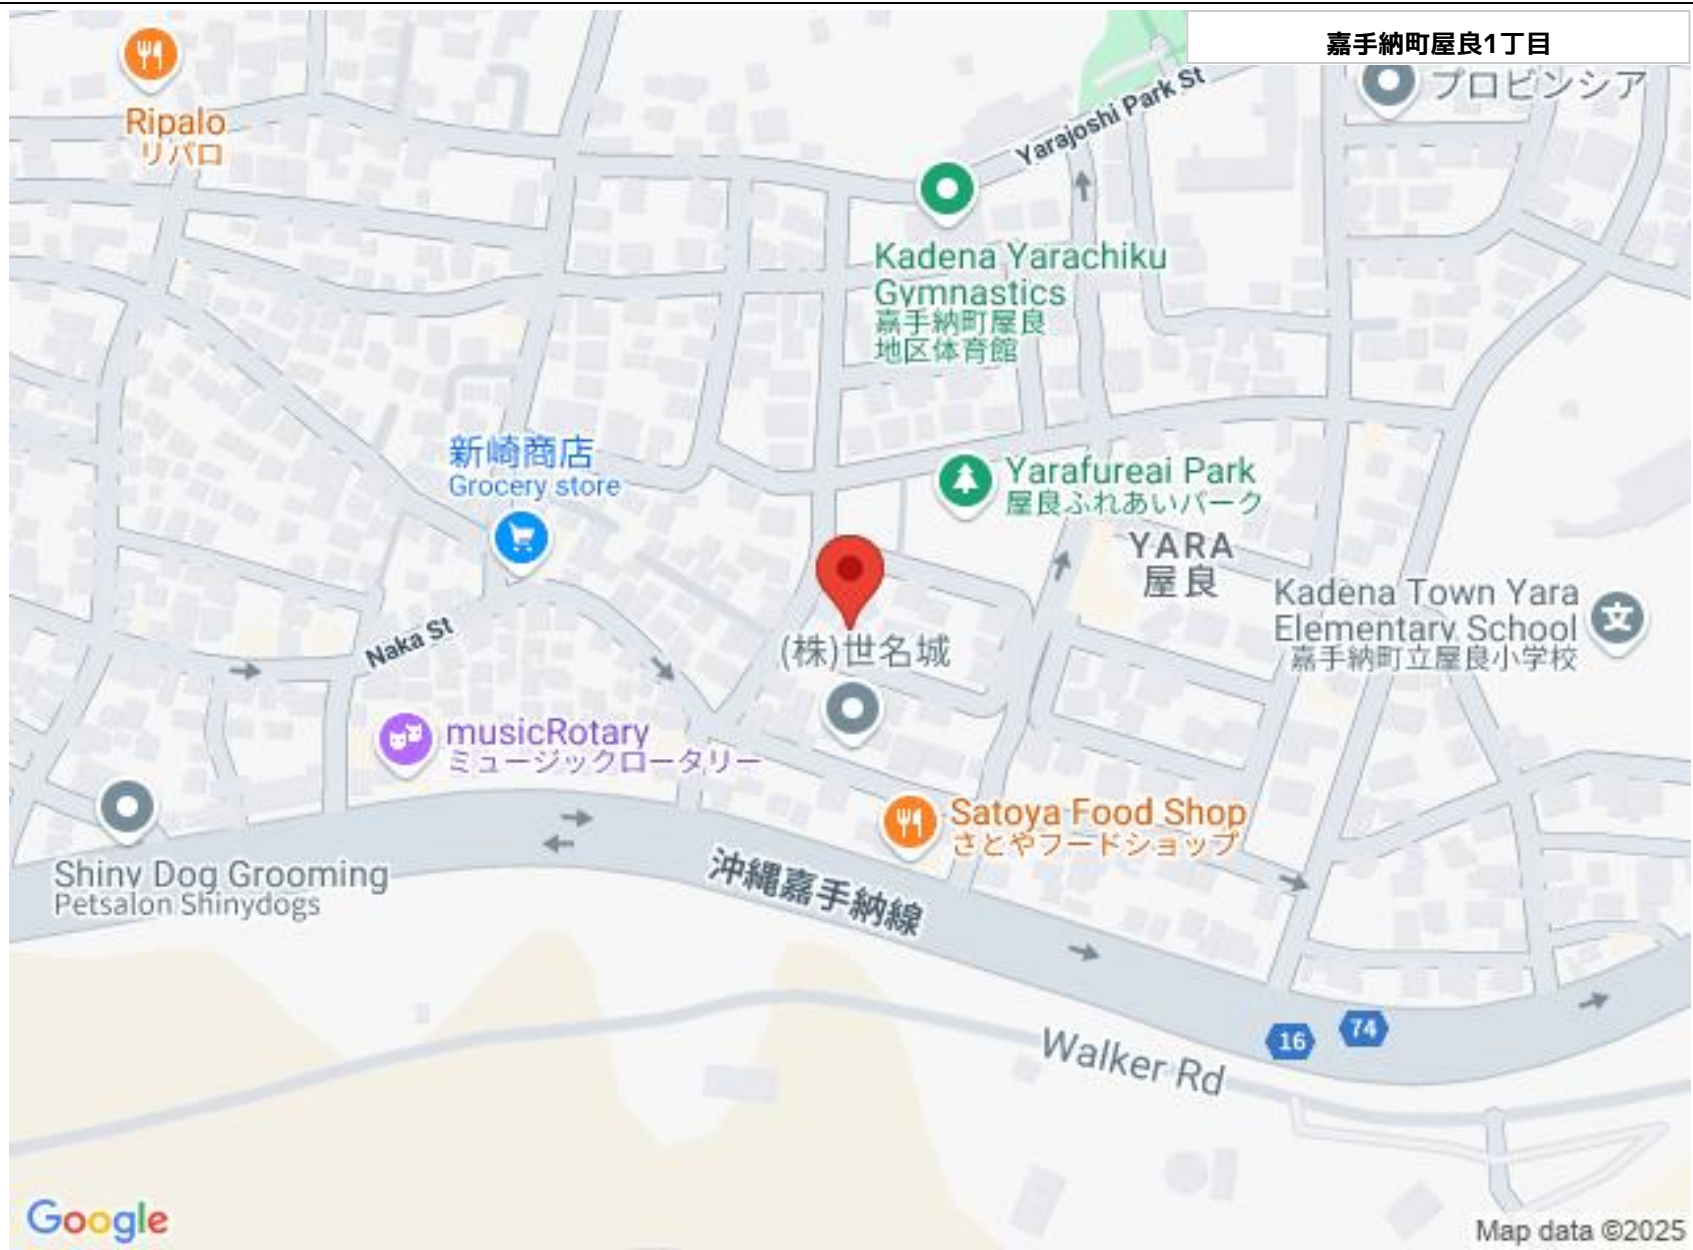 嘉手納町屋良1丁目
プロビンシア
Yarajoshi Park St
Ripalo
リパロ
Kadena Yarachiku
Gymnastics
嘉手納町屋良
地区体育館
新崎商店
Grocery store
Yarafureai Park
屋良ふれあいパーク
YARA
屋良
Kadena Town Yara
Elementary School
嘉手納町立屋良小学校
Naka St
(株)世名城
musicRotary
ミュージックロータリー
Satoya Food Shop
さとやフードショップ
Shiny Dog Grooming
Petsalon Shinydogs
沖縄嘉手納線
16
74
Walker Rd
Google
Map data ©2025